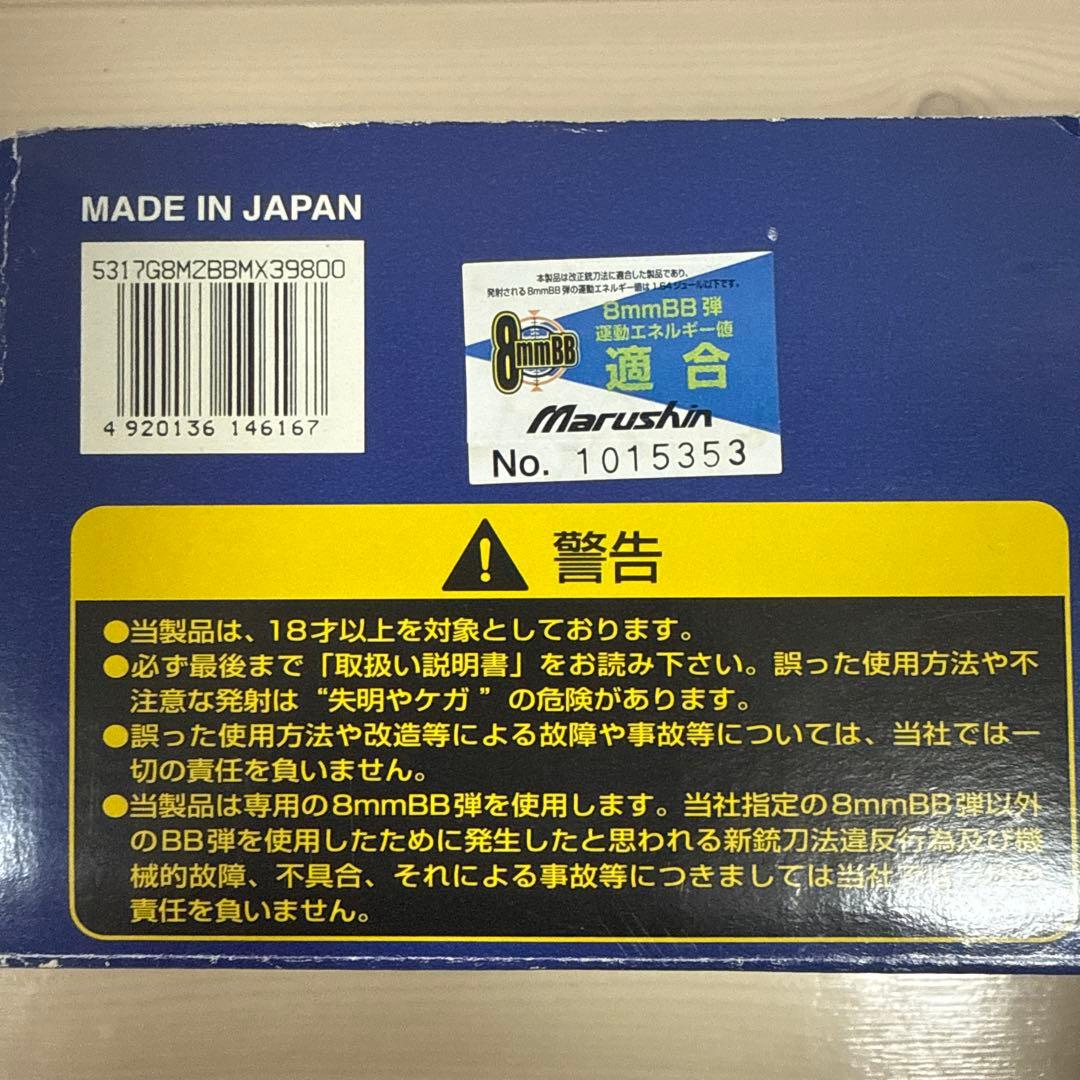 MADE IN JAPAN
5317G8M2BBMX39800
4 920136 146167
本製品は改正銃刀法に適合した製品であり、
発射される8mmBB弾の運動エネルギー値は1.64ジュール以下です。
8mmBB弾
運動エネルギー値
適合
8mmBB
Marushin
No. 1015353
警告
●当製品は、18才以上を対象としております。
●必ず最後まで「取扱い説明書」をお読み下さい。誤った使用方法や不
注意な発射は“失明やケガ”の危険があります。
●誤った使用方法や改造等による故障や事故等については、当社では一
切の責任を負いません。
●当製品は専用の8mmBB弾を使用します。当社指定の8mmBB弾以外
のBB弾を使用したために発生したと思われる新銃刀法違反行為及び機
械的故障、不具合、それによる事故等につきましては当社では
責任を負いません。